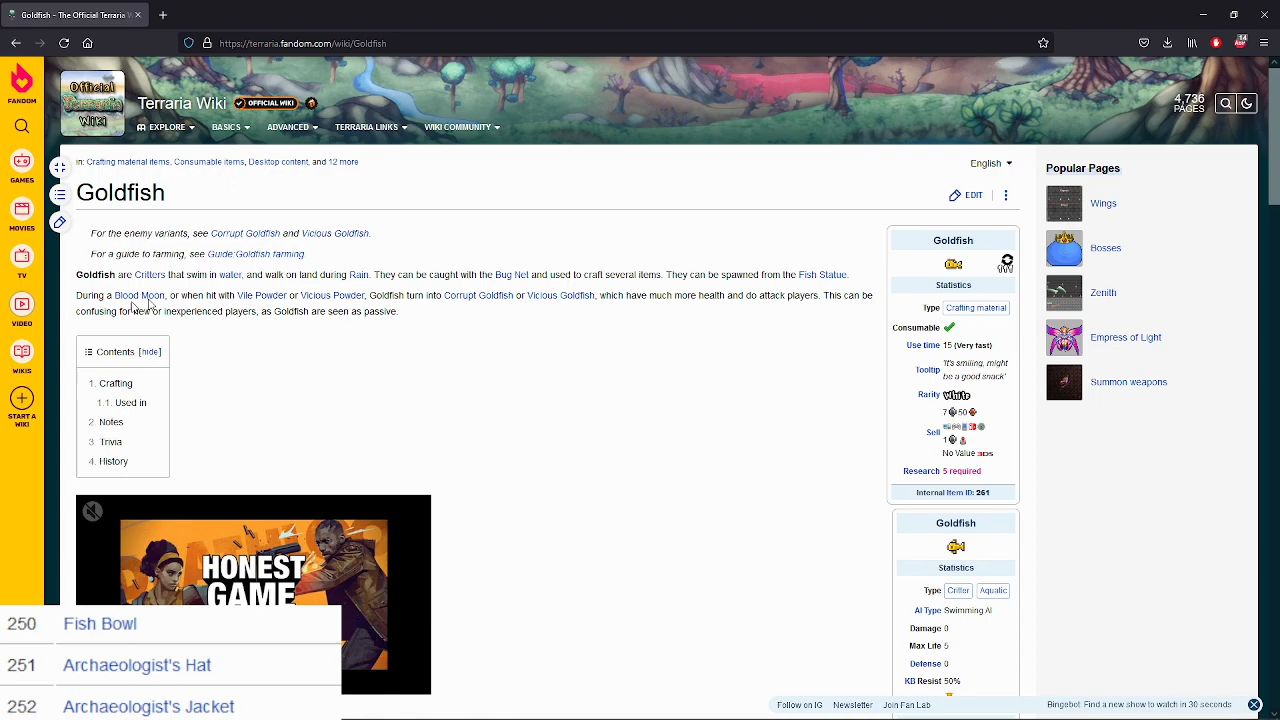 Goldfish - The Official Terraria W
https://terraria.fandom.com/wiki/Goldfish
14
FANDOM
GAMES
MOVIES
TV
VIDEO
WIKIS
START A
WIKI
Official
Terraria
Wiki
Terraria Wiki
OFFICIAL WIKI
EXPLORE
BASICS
ADVANCED
TERRARIA LINKS
WIKI COMMUNITY
4,736
PAGES
in: Crafting material items, Consumable items, Desktop content, and 12 more
English
Goldfish
EDIT
For the enemy variants, see Corrupt Goldfish and Vicious Goldfish.
For a guide to farming, see Guide:Goldfish farming.
Goldfish are Critters that swim in water, and walk on land during Rain. They can be caught with the Bug Net and used to craft several items. They can be spawned from the Fish Statue.
During a Blood Moon, or when hit with Vile Powder or Vicious Powder, Goldfish turn into Corrupt Goldfish or Vicious Goldfish, which have much more health and do attack players. This can be
confusing for new or inexperienced players, as Goldfish are seen as passive.
Contents [hide]
1. Crafting
1.1. Used in
2. Notes
3. Trivia
4. History
HONEST
GAME
Goldfish
Statistics
Type Crafting material
Consumable
Use time 15 (Very fast)
Tooltip 'It's smiling, might
be a good snack'
Rarity White
7 50
Sell
1
No Value 3DS
Research 5 required
Internal Item ID: 261
Goldfish
Statistics
Type Critter Aquatic
AI Type Swimming AI
Damage 0
Max Life 5
Defense 0
KB Resist 50%
Popular Pages
Wings
Bosses
Zenith
Empress of Light
Summon weapons
250 Fish Bowl
251 Archaeologist's Hat
252 Archaeologist's Jacket
Follow on IG
Newsletter
Join Fan Lab
Bingebot: Find a new show to watch in 30 seconds